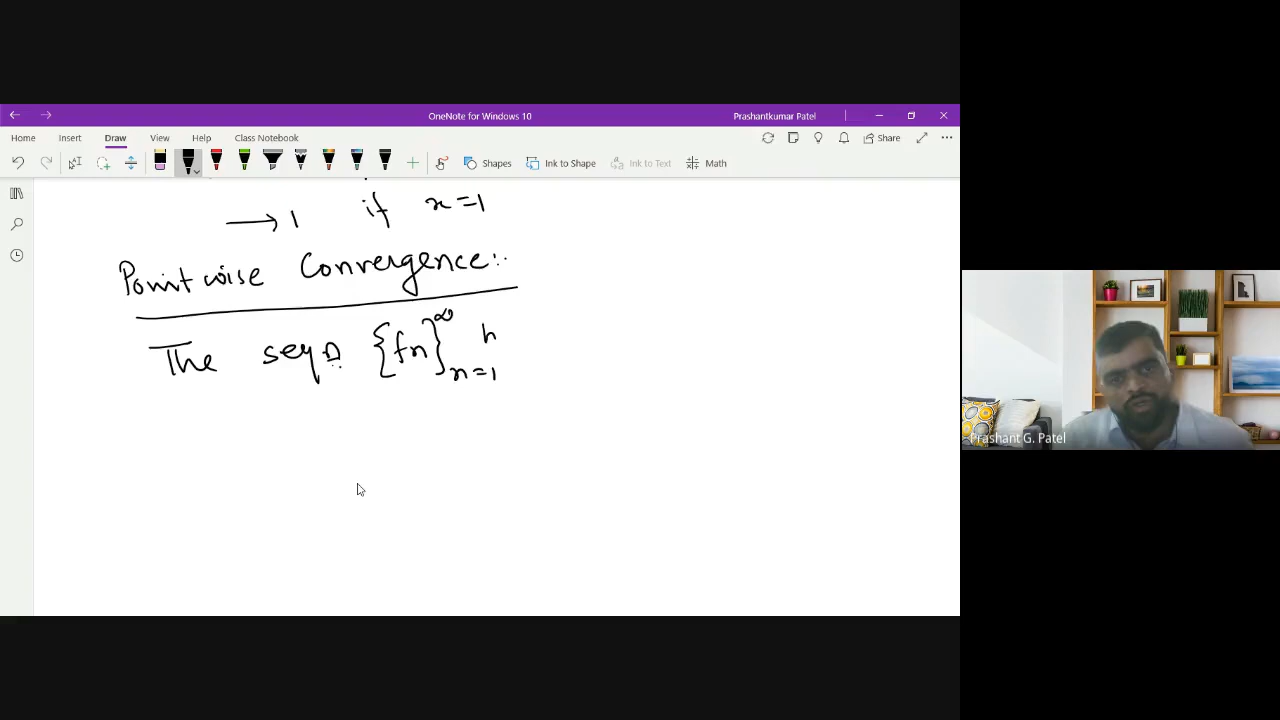 OneNote for Windows 10
Prashantkumar Patel
Home Insert Draw View Help Class Notebook
Share
Shapes Ink to Shape Ink to Text Math
→ 1 if x=1
Pointwise Convergence:-
The seqn {fn}∞n=1
Prashant G. Patel